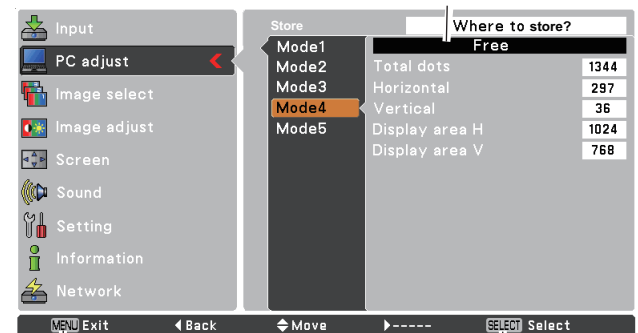 Input
PC adjust
Image select
Image adjust
Screen
Sound
Setting
Information
Network
Store
Mode1
Mode2
Mode3
Mode4
Mode5
Where to store?
Free
Total dots 1344
Horizontal 297
Vertical 36
Display area H 1024
Display area V 768
MENU Exit Back Move ----- SELECT Select